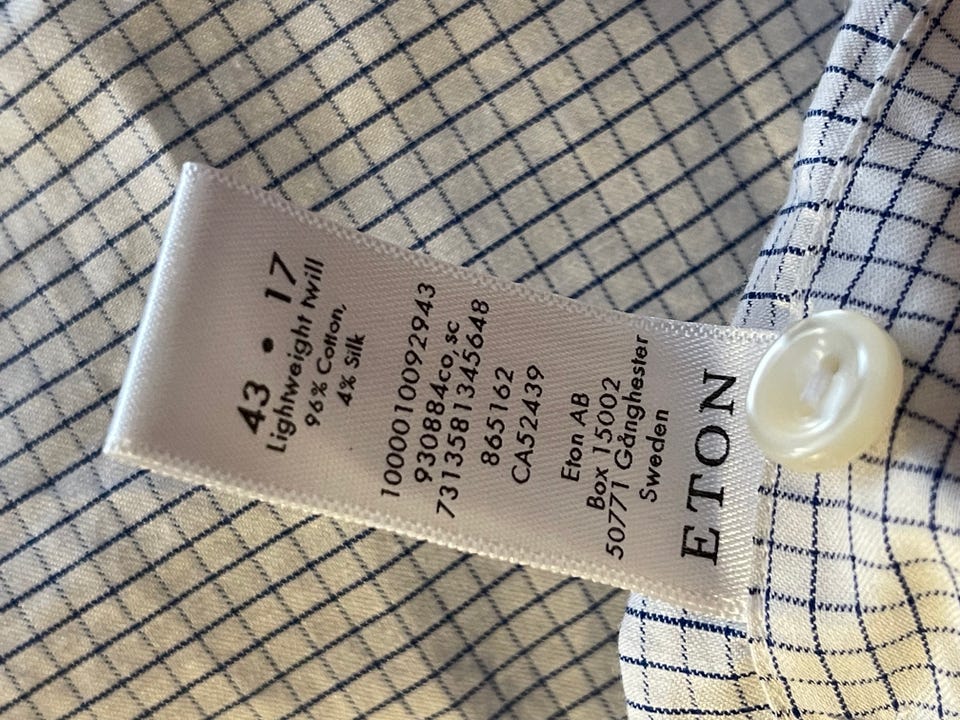 43 • 17
Lightweight twill
96% Cotton,
4% Silk
1000010092943
930884co, sc
7313581345648
865162
CA52439
Eton AB
Box 15002
50771 Gånghester
Sweden
ETON